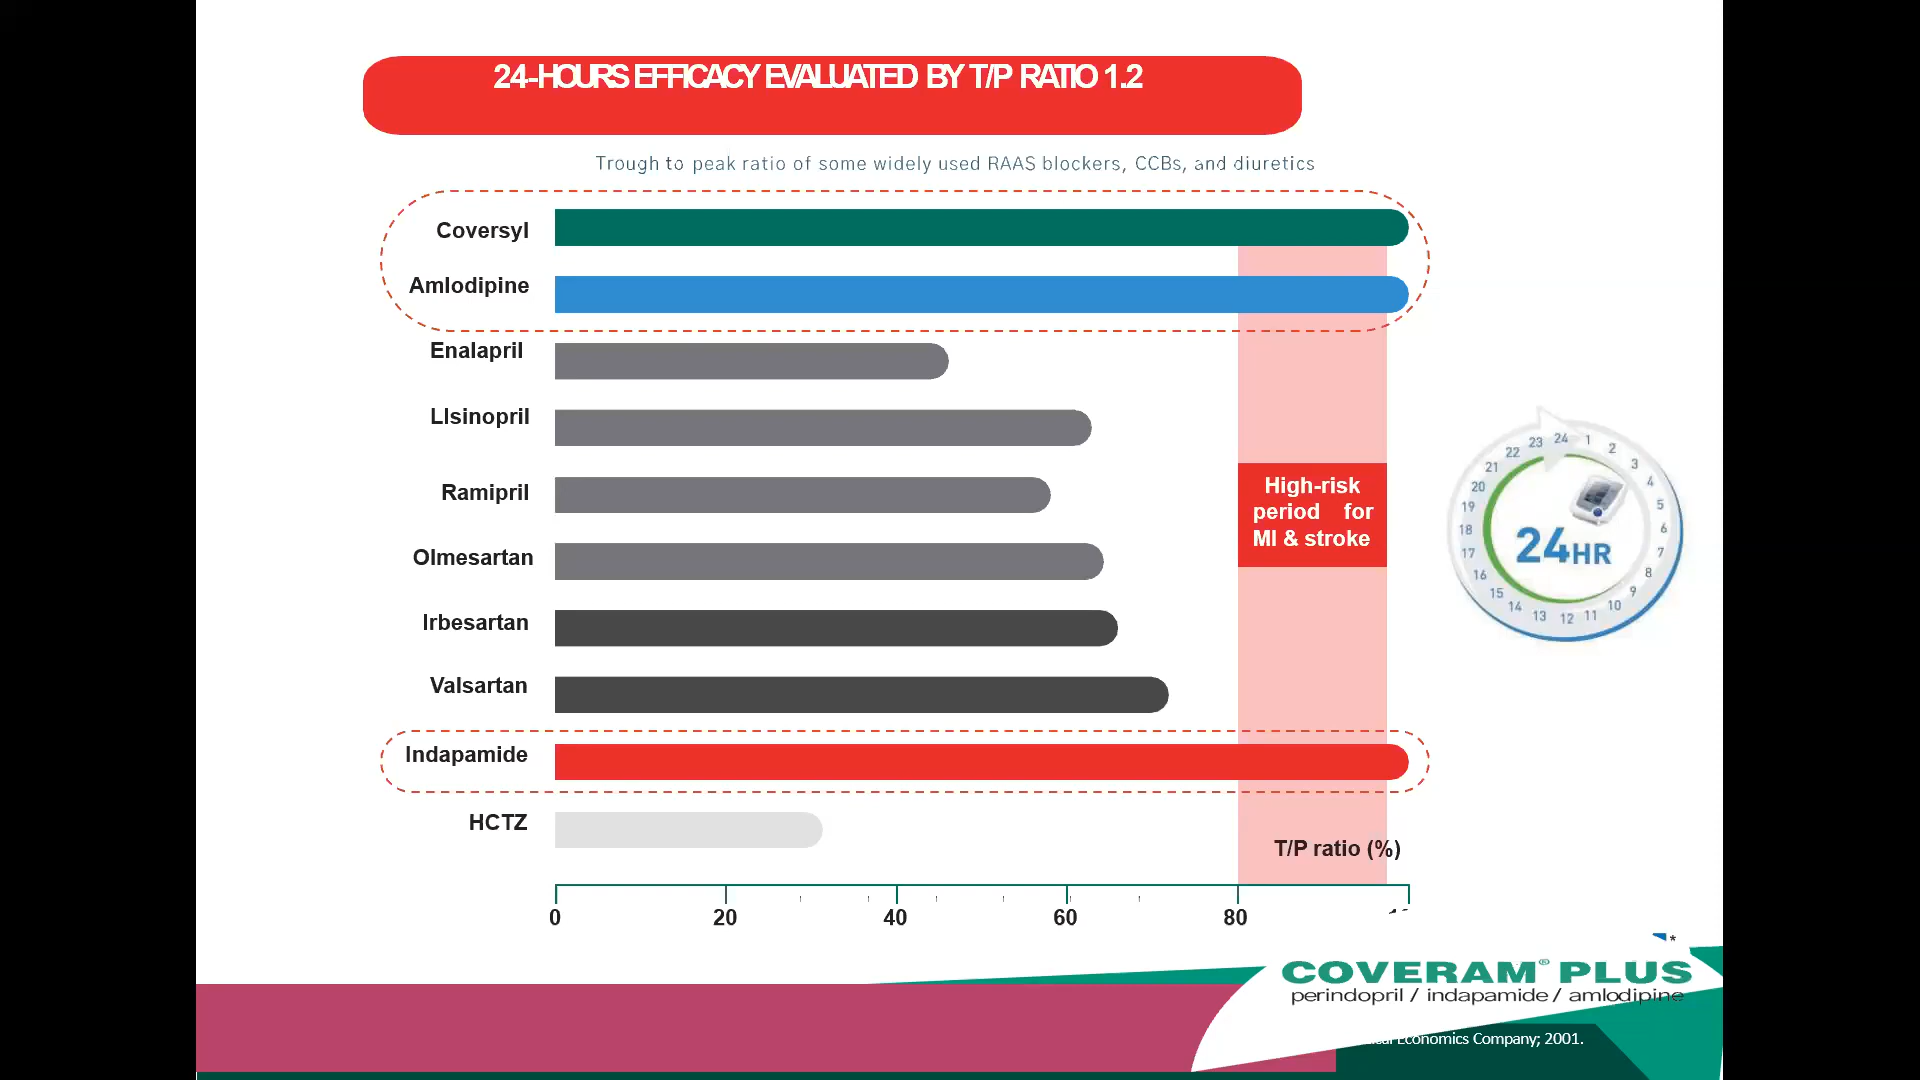 24-HOURS EFFICACY EVALUATED BY T/P RATIO 1.2
Trough to peak ratio of some widely used RAAS blockers, CCBs, and diuretics
Coversyl
Amlodipine
Enalapril
LIsinopril
Ramipril
Olmesartan
Irbesartan
Valsartan
Indapamide
HCTZ
High-risk
period for
MI & stroke
T/P ratio (%)
0 20 40 60 80
24 1 2 3 4 5 6 7 8 9 10 11 12 13 14 15 16 17 18 19 20 21 22 23
24HR
*
COVERAM® PLUS
perindopril / indapamide / amlodipine
Economics Company; 2001.